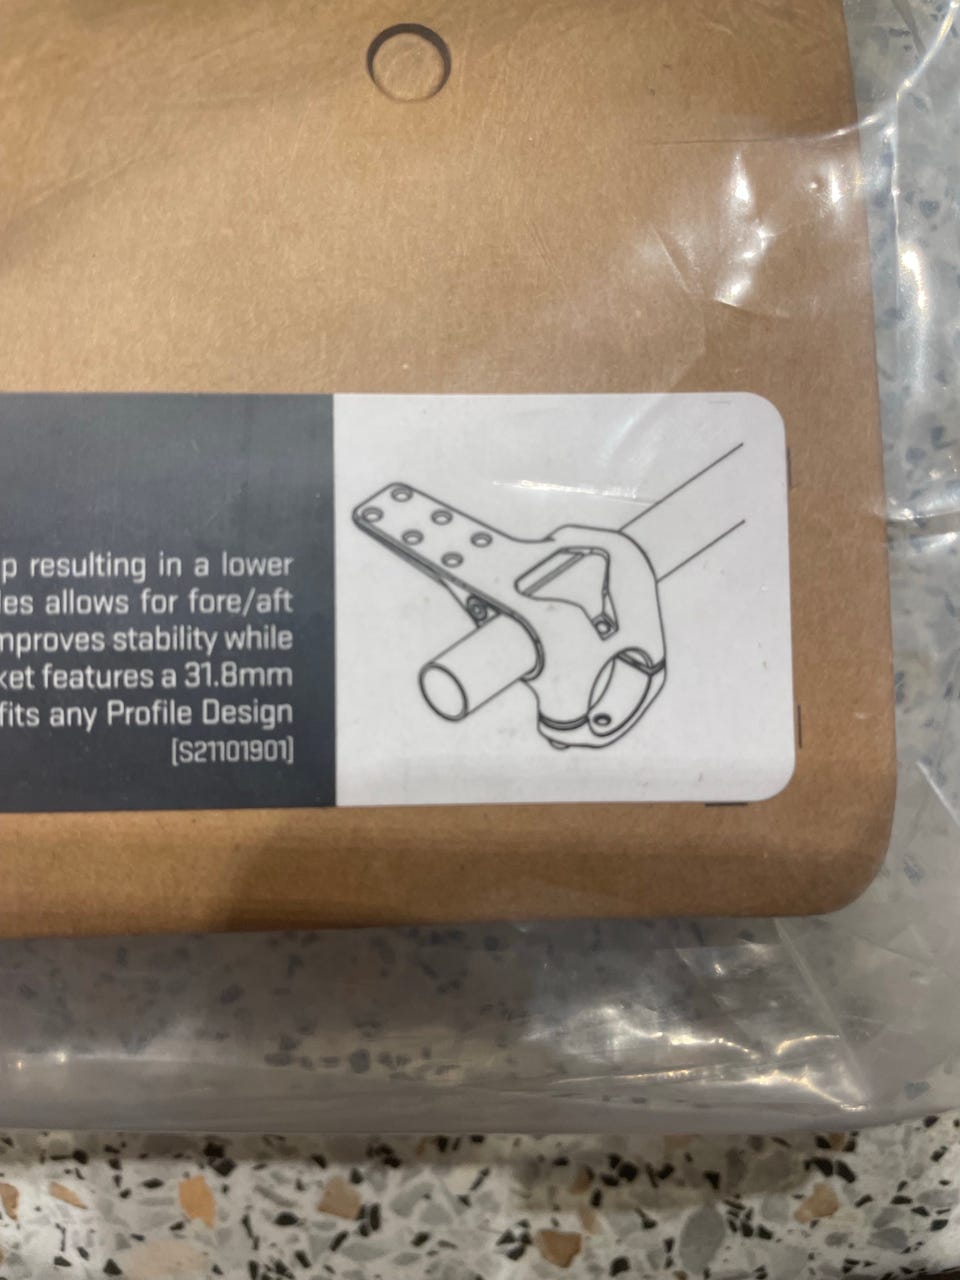 p resulting in a lower
les allows for fore/aft
mproves stability while
ket features a 31.8mm
fits any Profile Design
[S21101901]